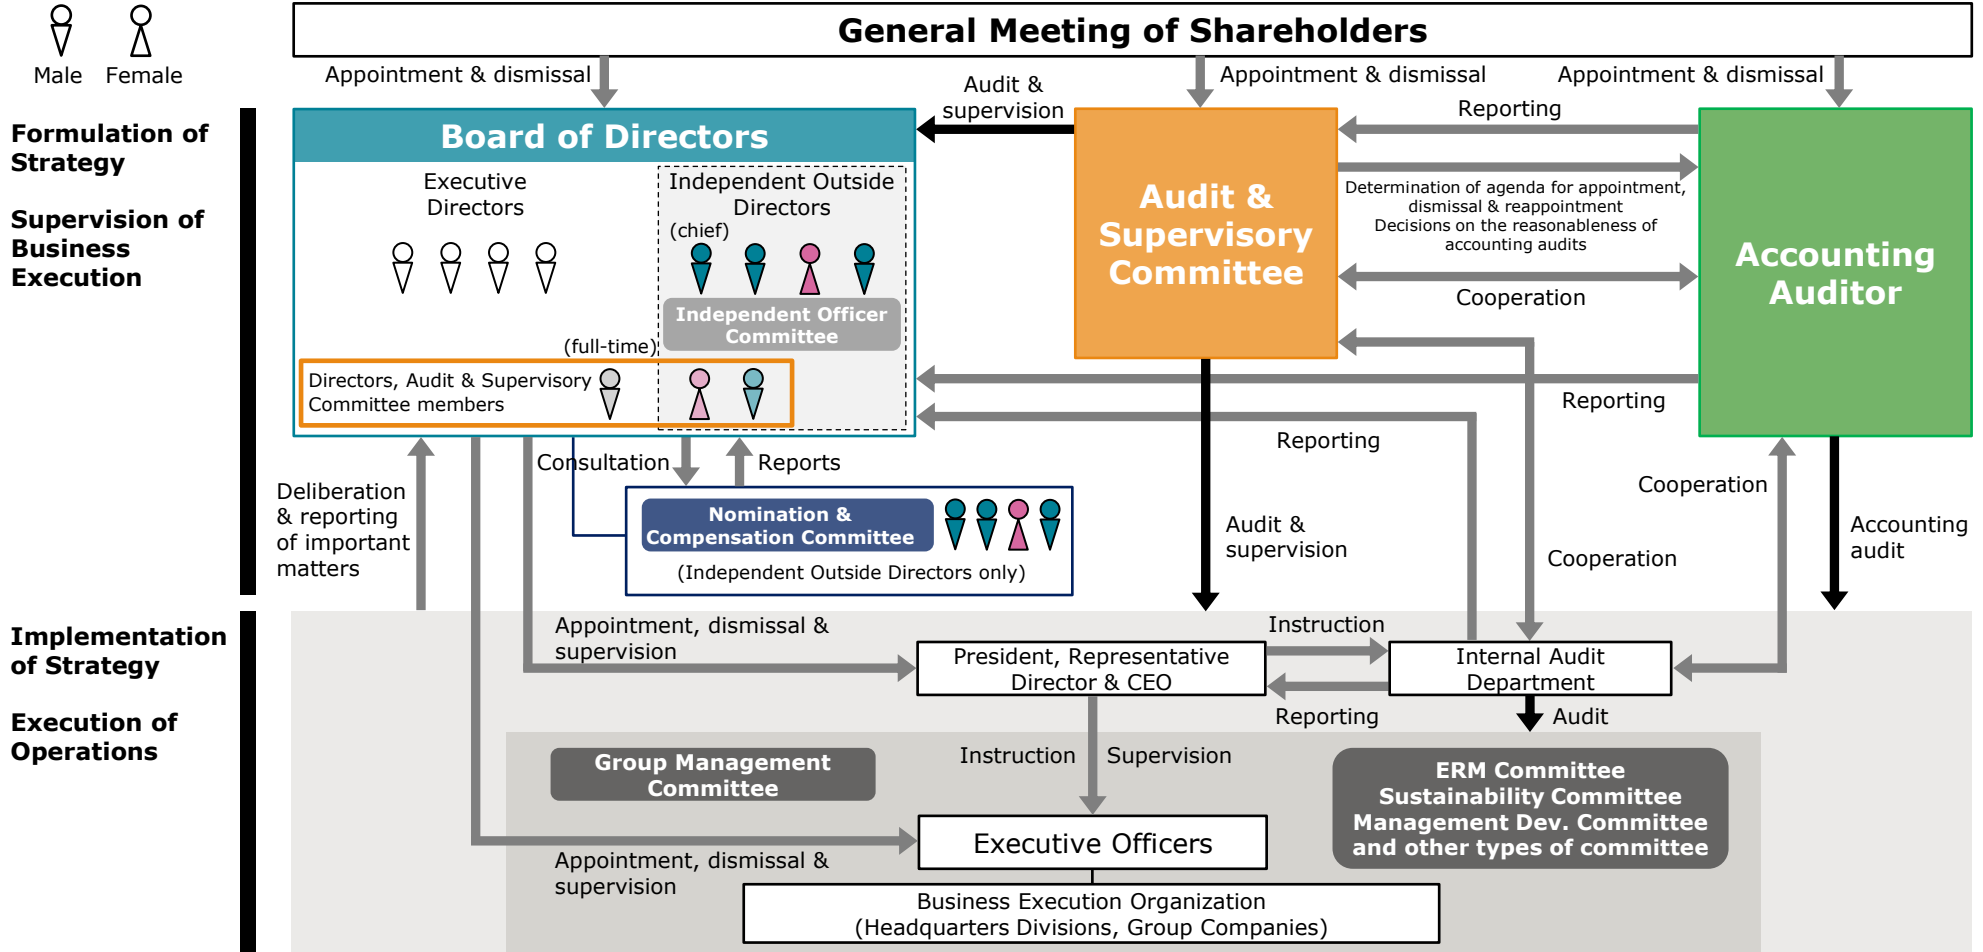 General Meeting of Shareholders
Male
Female
Appointment & dismissal
Appointment & dismissal
Appointment & dismissal
Audit &
supervision
Reporting
Formulation of
Strategy
Supervision of
Business
Execution
Board of Directors
Executive
Directors
Independent Outside
Directors
(chief)
Independent Officer
Committee
(full-time)
Directors, Audit & Supervisory
Committee members
Audit &
Supervisory
Committee
Determination of agenda for appointment,
dismissal & reappointment
Decisions on the reasonableness of
accounting audits
Cooperation
Accounting
Auditor
Reporting
Reporting
Consultation
Reports
Deliberation
& reporting
of important
matters
Nomination &
Compensation Committee
(Independent Outside Directors only)
Audit &
supervision
Cooperation
Cooperation
Accounting
audit
Implementation
of Strategy
Execution of
Operations
Appointment, dismissal &
supervision
President, Representative
Director & CEO
Instruction
Reporting
Internal Audit
Department
Audit
Instruction
Supervision
Group Management
Committee
ERM Committee
Sustainability Committee
Management Dev. Committee
and other types of committee
Executive Officers
Appointment, dismissal &
supervision
Business Execution Organization
(Headquarters Divisions, Group Companies)